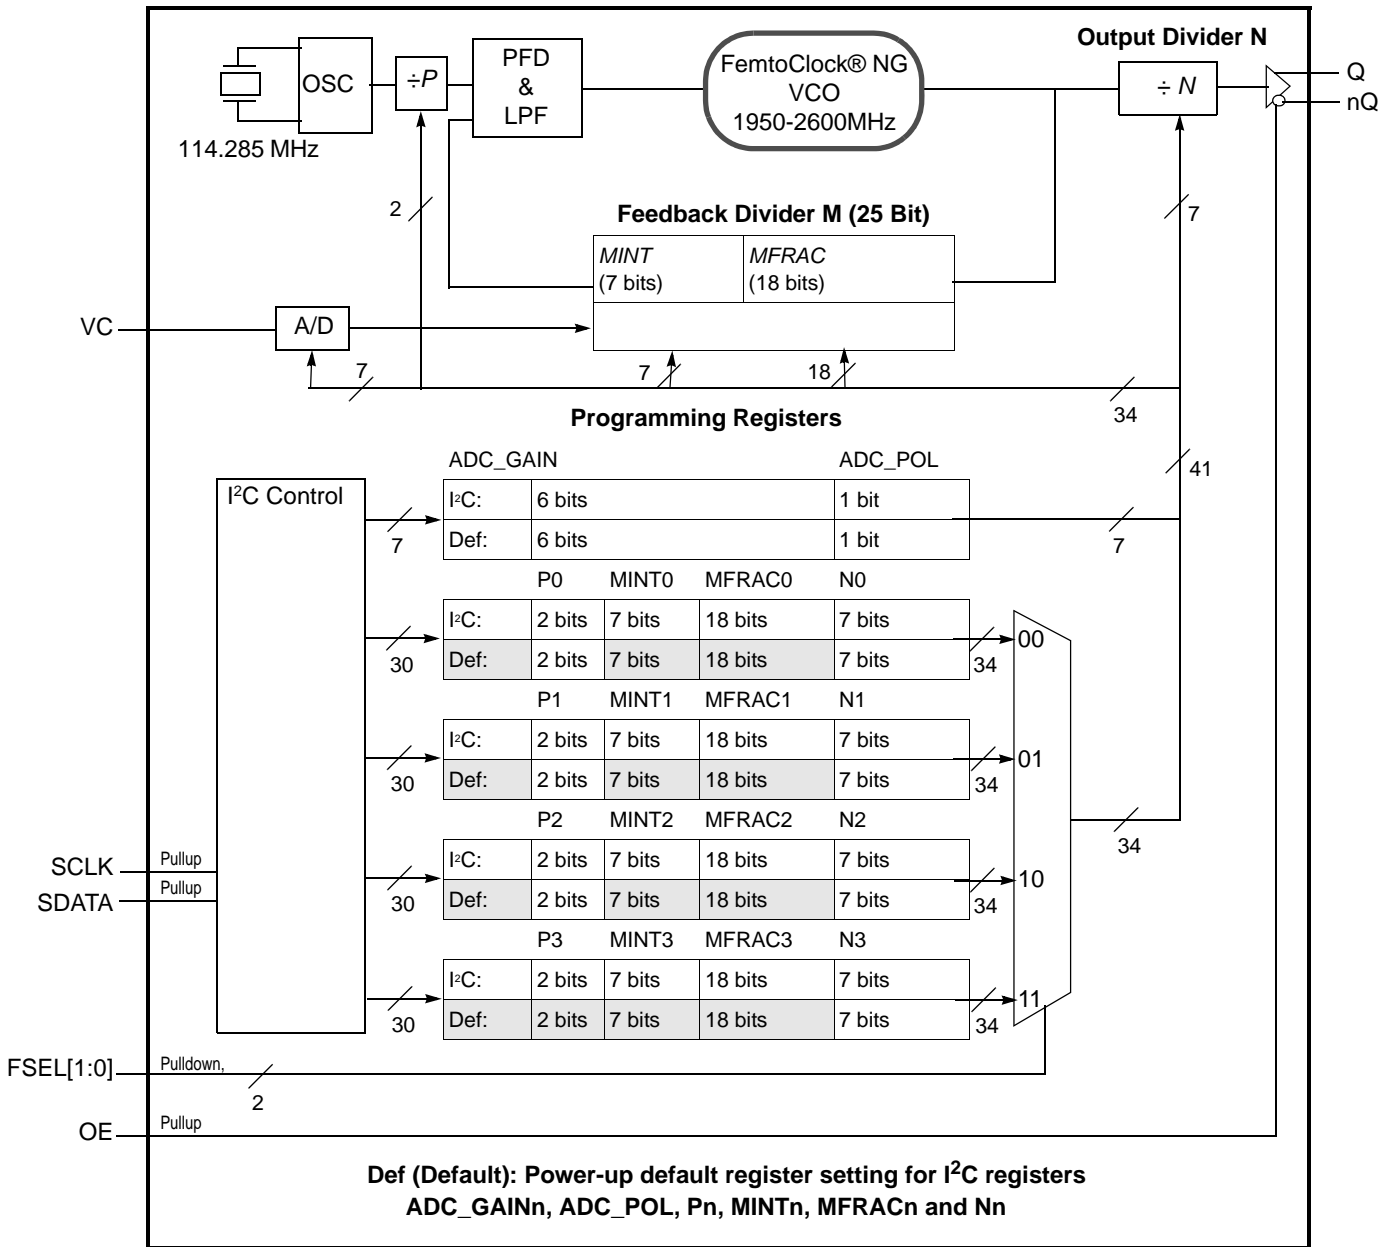 Output Divider N
OSC
÷P
PFD
&
LPF
FemtoClock® NG
VCO
1950-2600MHz
÷ N
Q
nQ
114.285 MHz
2
7
Feedback Divider M (25 Bit)
MINT
(7 bits)
MFRAC
(18 bits)
VC
A/D
7
7
18
34
Programming Registers
41
ADC_GAIN
ADC_POL
I²C Control
7
I²C:
6 bits
1 bit
Def:
6 bits
1 bit
7
P0
MINT0
MFRAC0
N0
30
I²C:
2 bits
7 bits
18 bits
7 bits
Def:
2 bits
7 bits
18 bits
7 bits
34
00
P1
MINT1
MFRAC1
N1
30
I²C:
2 bits
7 bits
18 bits
7 bits
Def:
2 bits
7 bits
18 bits
7 bits
34
01
P2
MINT2
MFRAC2
N2
34
SCLK
Pullup
SDATA
Pullup
30
I²C:
2 bits
7 bits
18 bits
7 bits
Def:
2 bits
7 bits
18 bits
7 bits
34
10
P3
MINT3
MFRAC3
N3
30
I²C:
2 bits
7 bits
18 bits
7 bits
Def:
2 bits
7 bits
18 bits
7 bits
34
11
FSEL[1:0]
Pulldown,
2
OE
Pullup
Def (Default): Power-up default register setting for I²C registers
ADC_GAINn, ADC_POL, Pn, MINTn, MFRACn and Nn